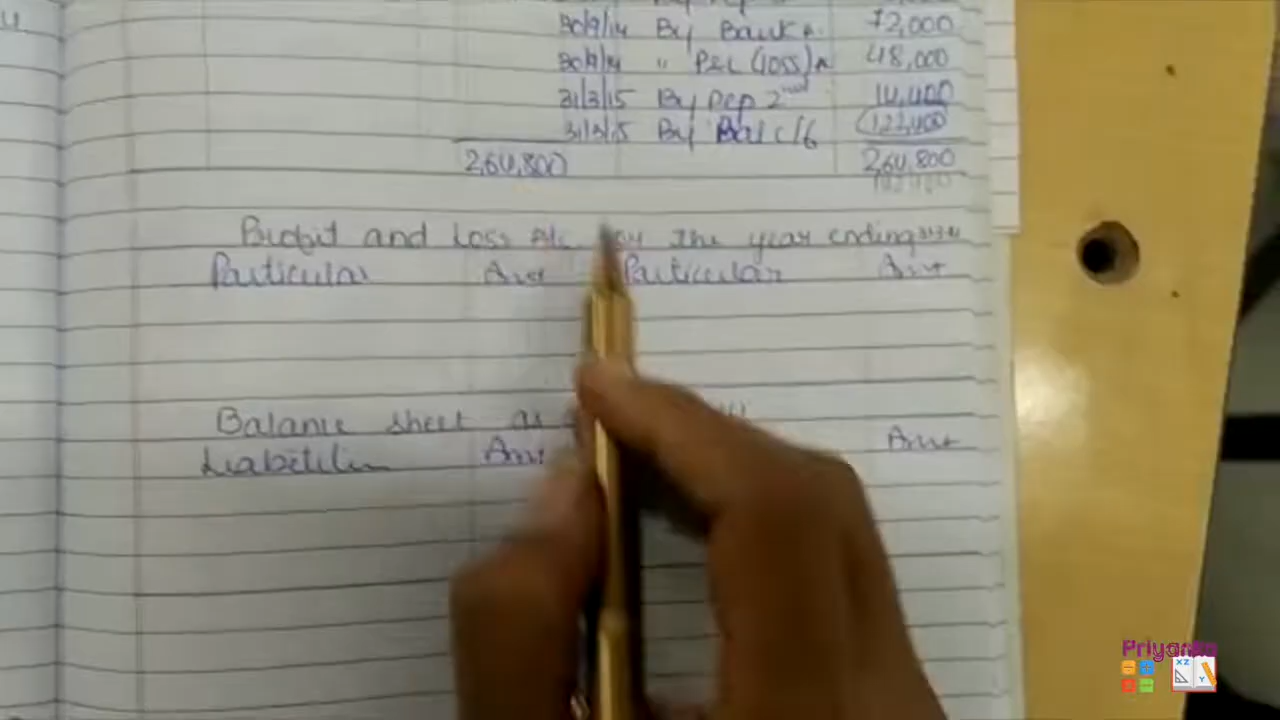 30/9/14 By Bank A 72,000
30/9/14 " P&L (loss) A 48,000
31/3/15 By Dep 2nd 14,400
31/3/15 By Bal c/f 122,400
2,64,800 2,64,800
Profit and Loss A/c for the year ending
Particular Amt Particular Amt
Balance sheet as
Liabilities Amt Amt
Priyanka
XZ
Y